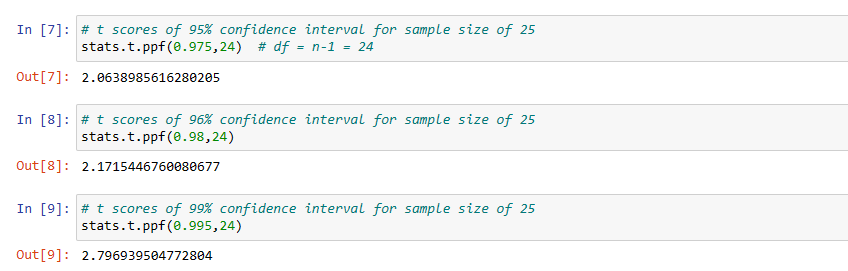 In [7]: # t scores of 95% confidence interval for sample size of 25
stats.t.ppf(0.975,24)  # df = n-1 = 24
Out[7]: 2.0638985616280205
In [8]: # t scores of 96% confidence interval for sample size of 25
stats.t.ppf(0.98,24)
Out[8]: 2.1715446760080677
In [9]: # t scores of 99% confidence interval for sample size of 25
stats.t.ppf(0.995,24)
Out[9]: 2.796939504772804